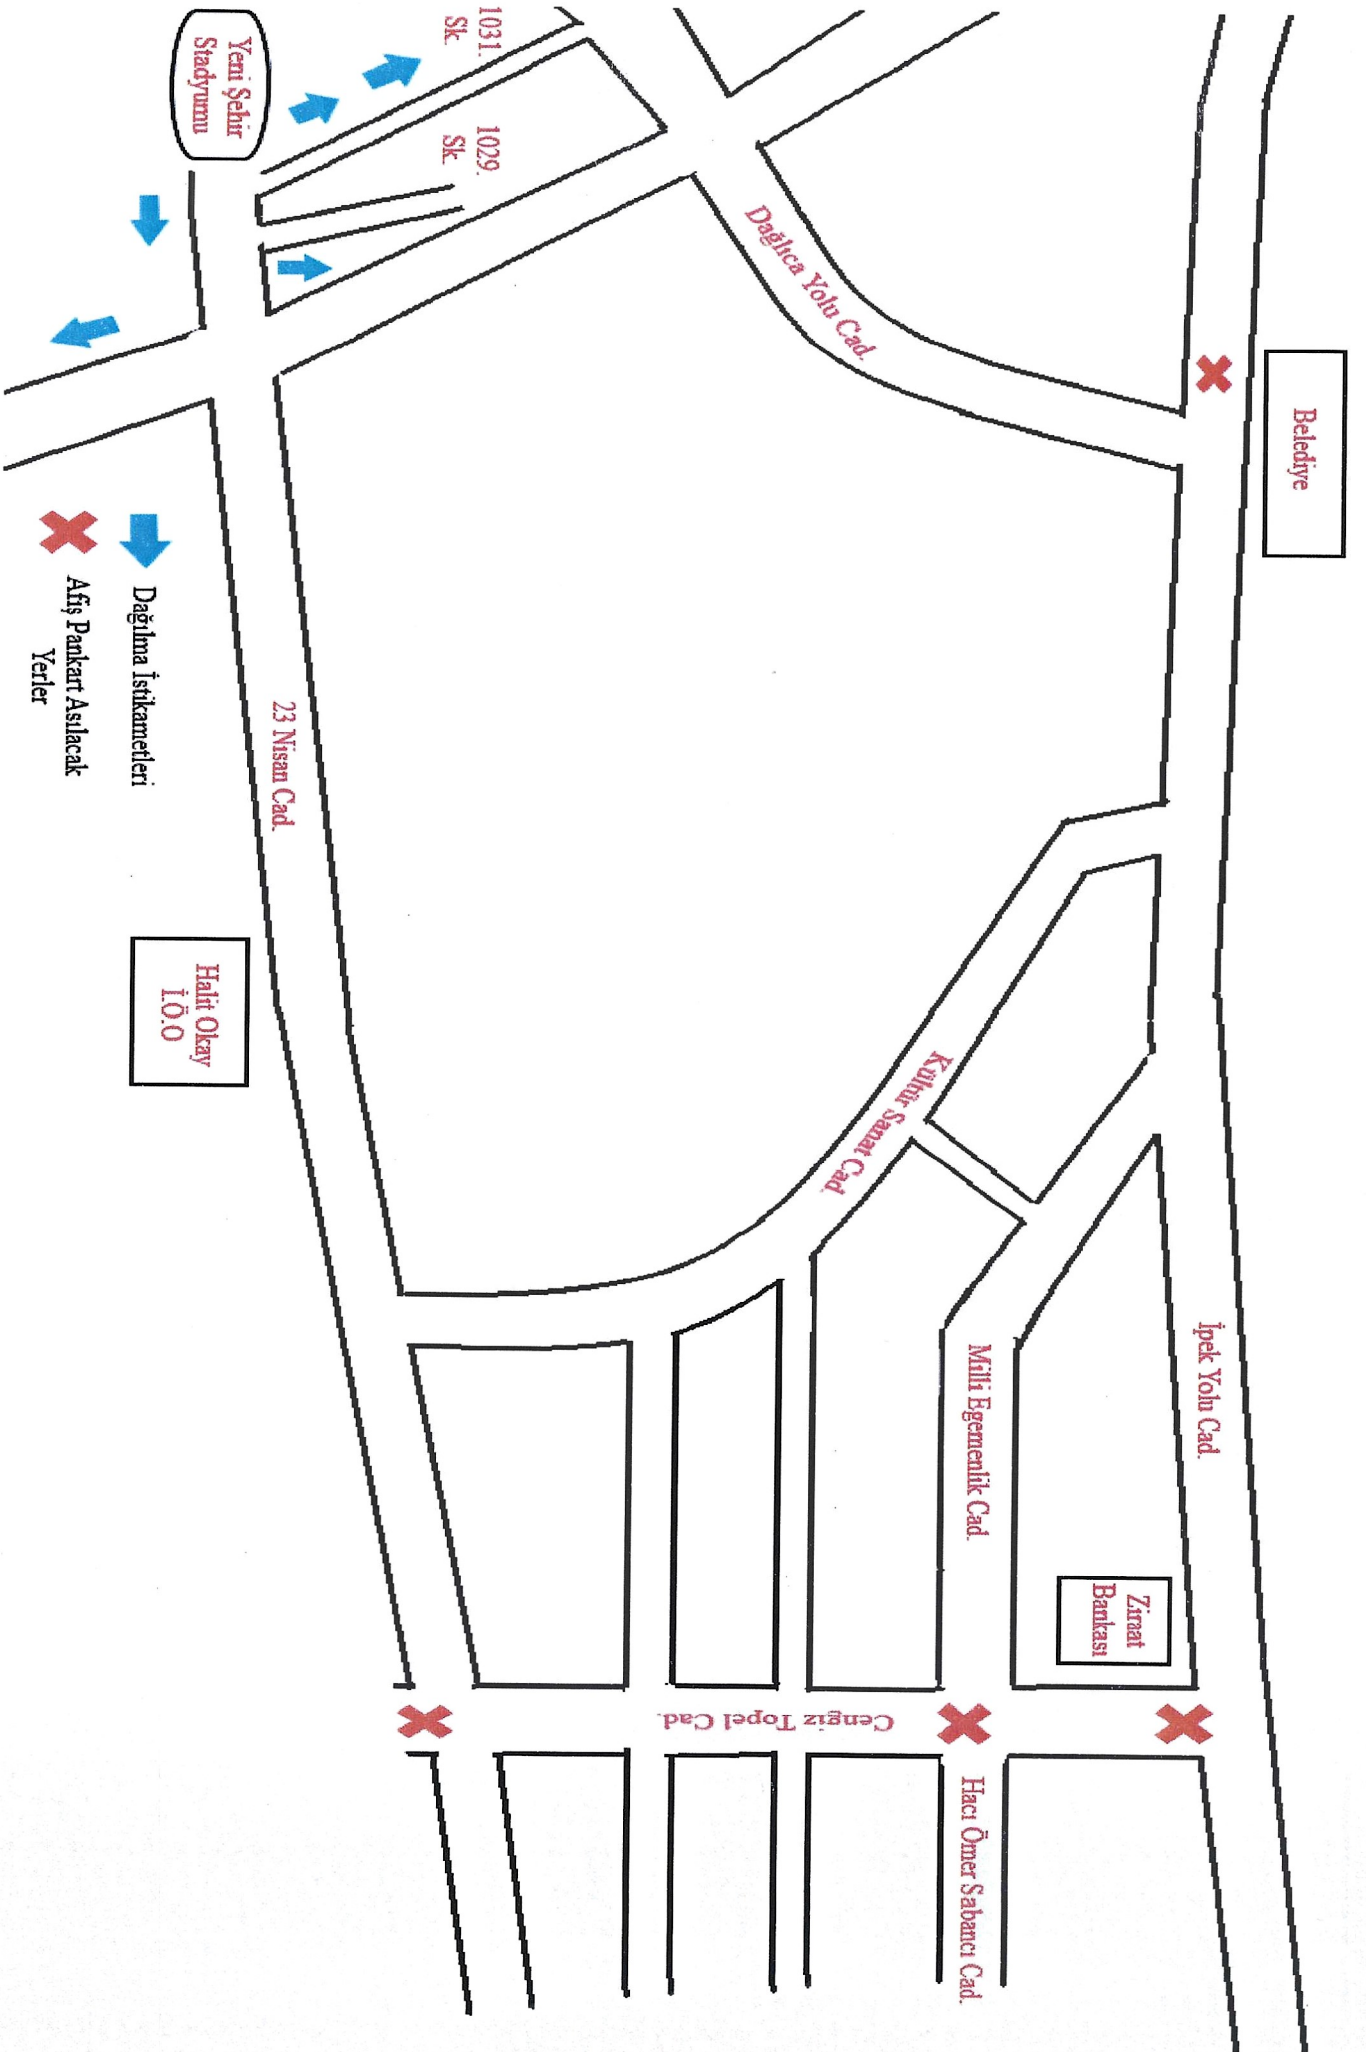 Belediye
İpek Yolu Cad.
Ziraat
Bankası
Dağlıca Yolu Cad.
Kültür Sanat Cad.
Milli Egemenlik Cad.
Hacı Ömer Sabancı Cad.
Cengiz Topel Cad.
1031.
Sk.
1029.
Sk.
Yeni Şehir
Stadyumu
23 Nisan Cad.
Halit Okay
İ.Ö.O
Dağılma İstikametleri
Afiş Pankart Asılacak
Yerler